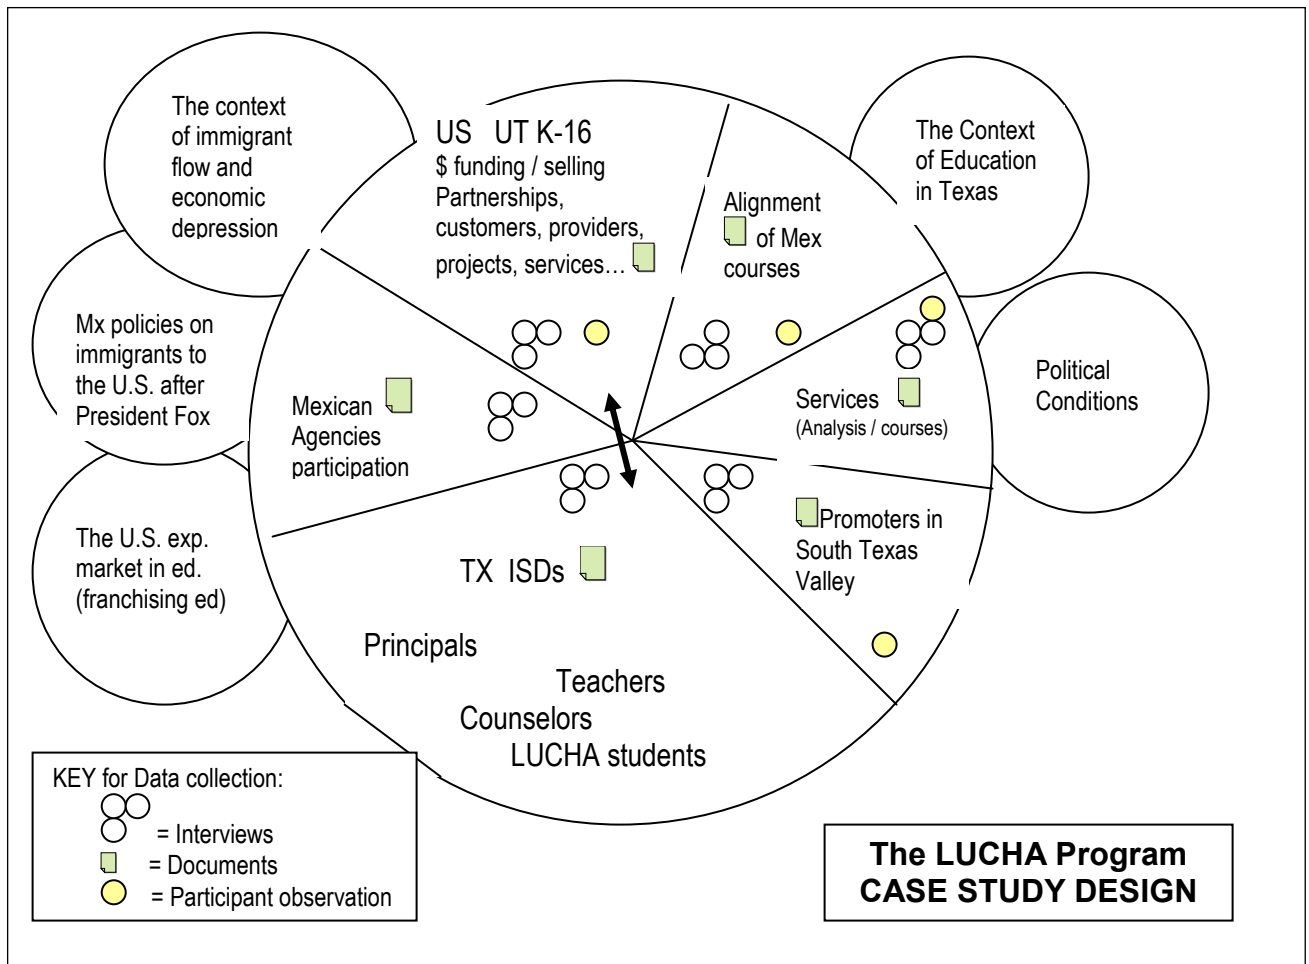 The context
of immigrant
flow and
economic
depression
US UT K-16
$ funding / selling
Partnerships,
customers, providers,
projects, services…
Alignment
of Mex
courses
The Context
of Education
in Texas
Mx policies on
immigrants to
the U.S. after
President Fox
Mexican
Agencies
participation
Services
(Analysis / courses)
Political
Conditions
The U.S. exp.
market in ed.
(franchising ed)
Promoters in
South Texas
Valley
TX ISDs
Principals
Teachers
Counselors
LUCHA students
KEY for Data collection:
= Interviews
= Documents
= Participant observation
The LUCHA Program
CASE STUDY DESIGN